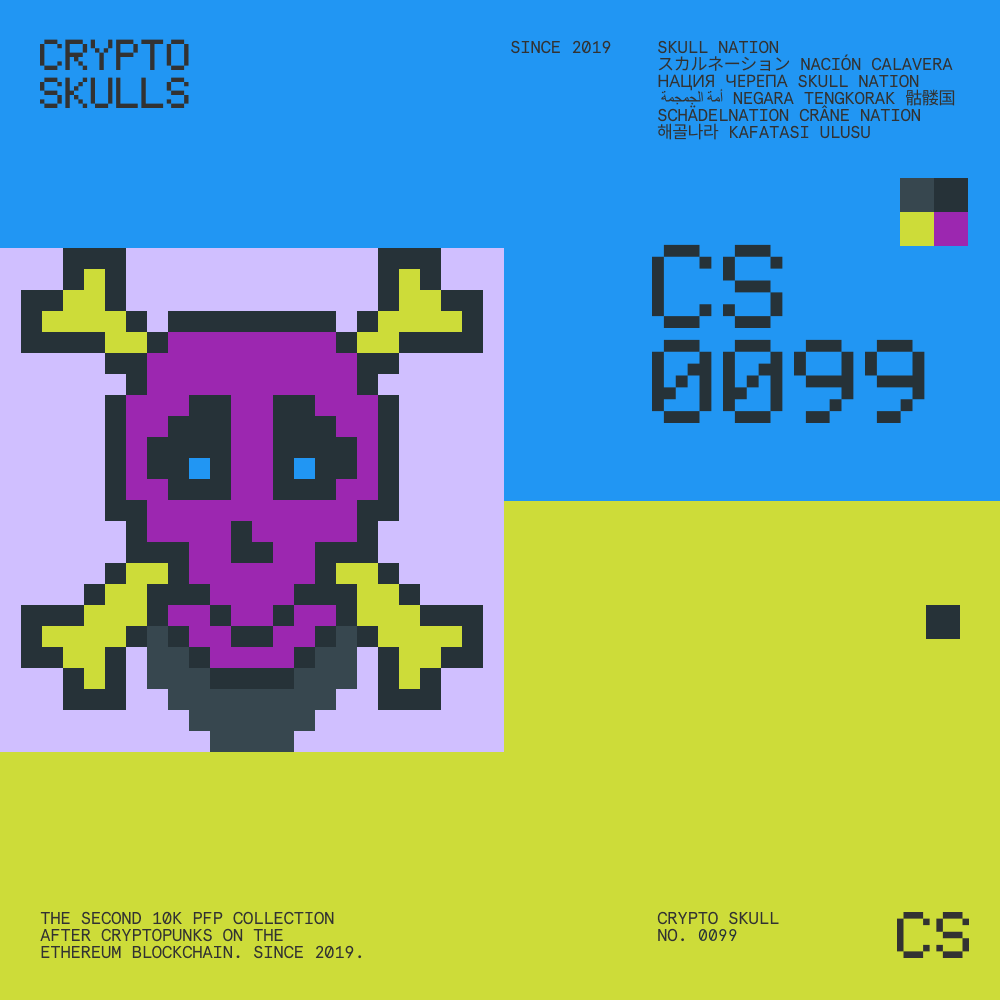 CRYPTO
SKULLS
SINCE 2019
SKULL NATION
スカルネーション NACIÓN CALAVERA
НАЦИЯ ЧЕРЕПА SKULL NATION
أمة الجمجمة NEGARA TENGKORAK 骷髅国
SCHÄDELNATION CRÂNE NATION
해골나라 KAFATASI ULUSU
CS
0099
THE SECOND 10K PFP COLLECTION
AFTER CRYPTOPUNKS ON THE
ETHEREUM BLOCKCHAIN. SINCE 2019.
CRYPTO SKULL
NO. 0099
CS